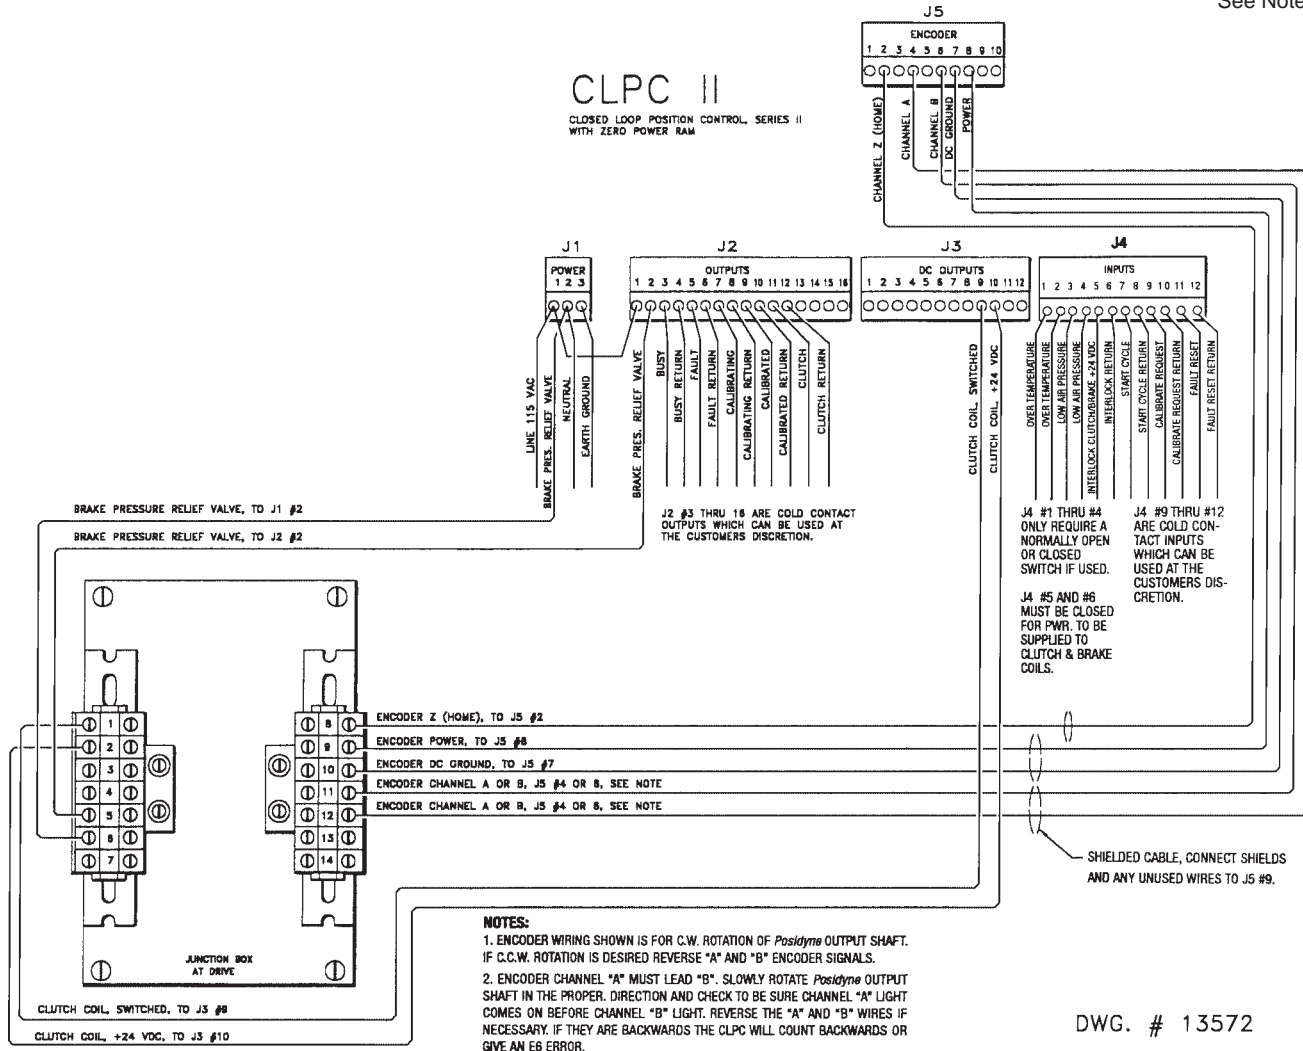 See Note
J5
ENCODER
1 2 3 4 5 6 7 8 9 10
CHANNEL Z (HOME)
CHANNEL A
CHANNEL B
DC GROUND
POWER
CLPC II
CLOSED LOOP POSITION CONTROL, SERIES II
WITH ZERO POWER RAM
J1
POWER
1 2 3
J2
OUTPUTS
1 2 3 4 5 6 7 8 9 10 11 12 13 14 15 16
J3
DC OUTPUTS
1 2 3 4 5 6 7 8 9 10 11 12
J4
INPUTS
1 2 3 4 5 6 7 8 9 10 11 12
LINE 115 VAC
BRAKE PRES. RELIEF VALVE
NEUTRAL
EARTH GROUND
BRAKE PRES. RELIEF VALVE
BUSY
BUSY RETURN
FAULT
FAULT RETURN
CALIBRATING
CALIBRATING RETURN
CALIBRATED
CALIBRATED RETURN
CLUTCH
CLUTCH RETURN
CLUTCH COIL, SWITCHED
CLUTCH COIL, +24 VDC
OVER TEMPERATURE
OVER TEMPERATURE
LOW AIR PRESSURE
LOW AIR PRESSURE
INTERLOCK CLUTCH/BRAKE +24 VDC
INTERLOCK RETURN
START CYCLE
START CYCLE RETURN
CALIBRATE REQUEST
CALIBRATE REQUEST RETURN
FAULT RESET
FAULT RESET RETURN
J2 #3 THRU 16 ARE COLD CONTACT
OUTPUTS WHICH CAN BE USED AT
THE CUSTOMERS DISCRETION.
J4 #1 THRU #4
ONLY REQUIRE A
NORMALLY OPEN
OR CLOSED
SWITCH IF USED.
J4 #5 AND #6
MUST BE CLOSED
FOR PWR. TO BE
SUPPLIED TO
CLUTCH & BRAKE
COILS.
J4 #9 THRU #12
ARE COLD CON-
TACT INPUTS
WHICH CAN BE
USED AT THE
CUSTOMERS DIS-
CRETION.
BRAKE PRESSURE RELIEF VALVE, TO J1 #2
BRAKE PRESSURE RELIEF VALVE, TO J2 #2
1
2
3
4
5
6
7
8
9
10
11
12
13
14
ENCODER Z (HOME), TO J5 #2
ENCODER POWER, TO J5 #8
ENCODER DC GROUND, TO J5 #7
ENCODER CHANNEL A OR B, J5 #4 OR 6, SEE NOTE
ENCODER CHANNEL A OR B, J5 #4 OR 6, SEE NOTE
SHIELDED CABLE, CONNECT SHIELDS
AND ANY UNUSED WIRES TO J5 #9.
JUNCTION BOX
AT DRIVE
CLUTCH COIL, SWITCHED, TO J3 #9
CLUTCH COIL, +24 VDC, TO J3 #10
NOTES:
1. ENCODER WIRING SHOWN IS FOR C.W. ROTATION OF Posidyne OUTPUT SHAFT.
IF C.C.W. ROTATION IS DESIRED REVERSE "A" AND "B" ENCODER SIGNALS.
2. ENCODER CHANNEL "A" MUST LEAD "B". SLOWLY ROTATE Posidyne OUTPUT
SHAFT IN THE PROPER. DIRECTION AND CHECK TO BE SURE CHANNEL "A" LIGHT
COMES ON BEFORE CHANNEL "B" LIGHT. REVERSE THE "A" AND "B" WIRES IF
NECESSARY. IF THEY ARE BACKWARDS THE CLPC WILL COUNT BACKWARDS OR
GIVE AN E6 ERROR.
DWG. # 13572